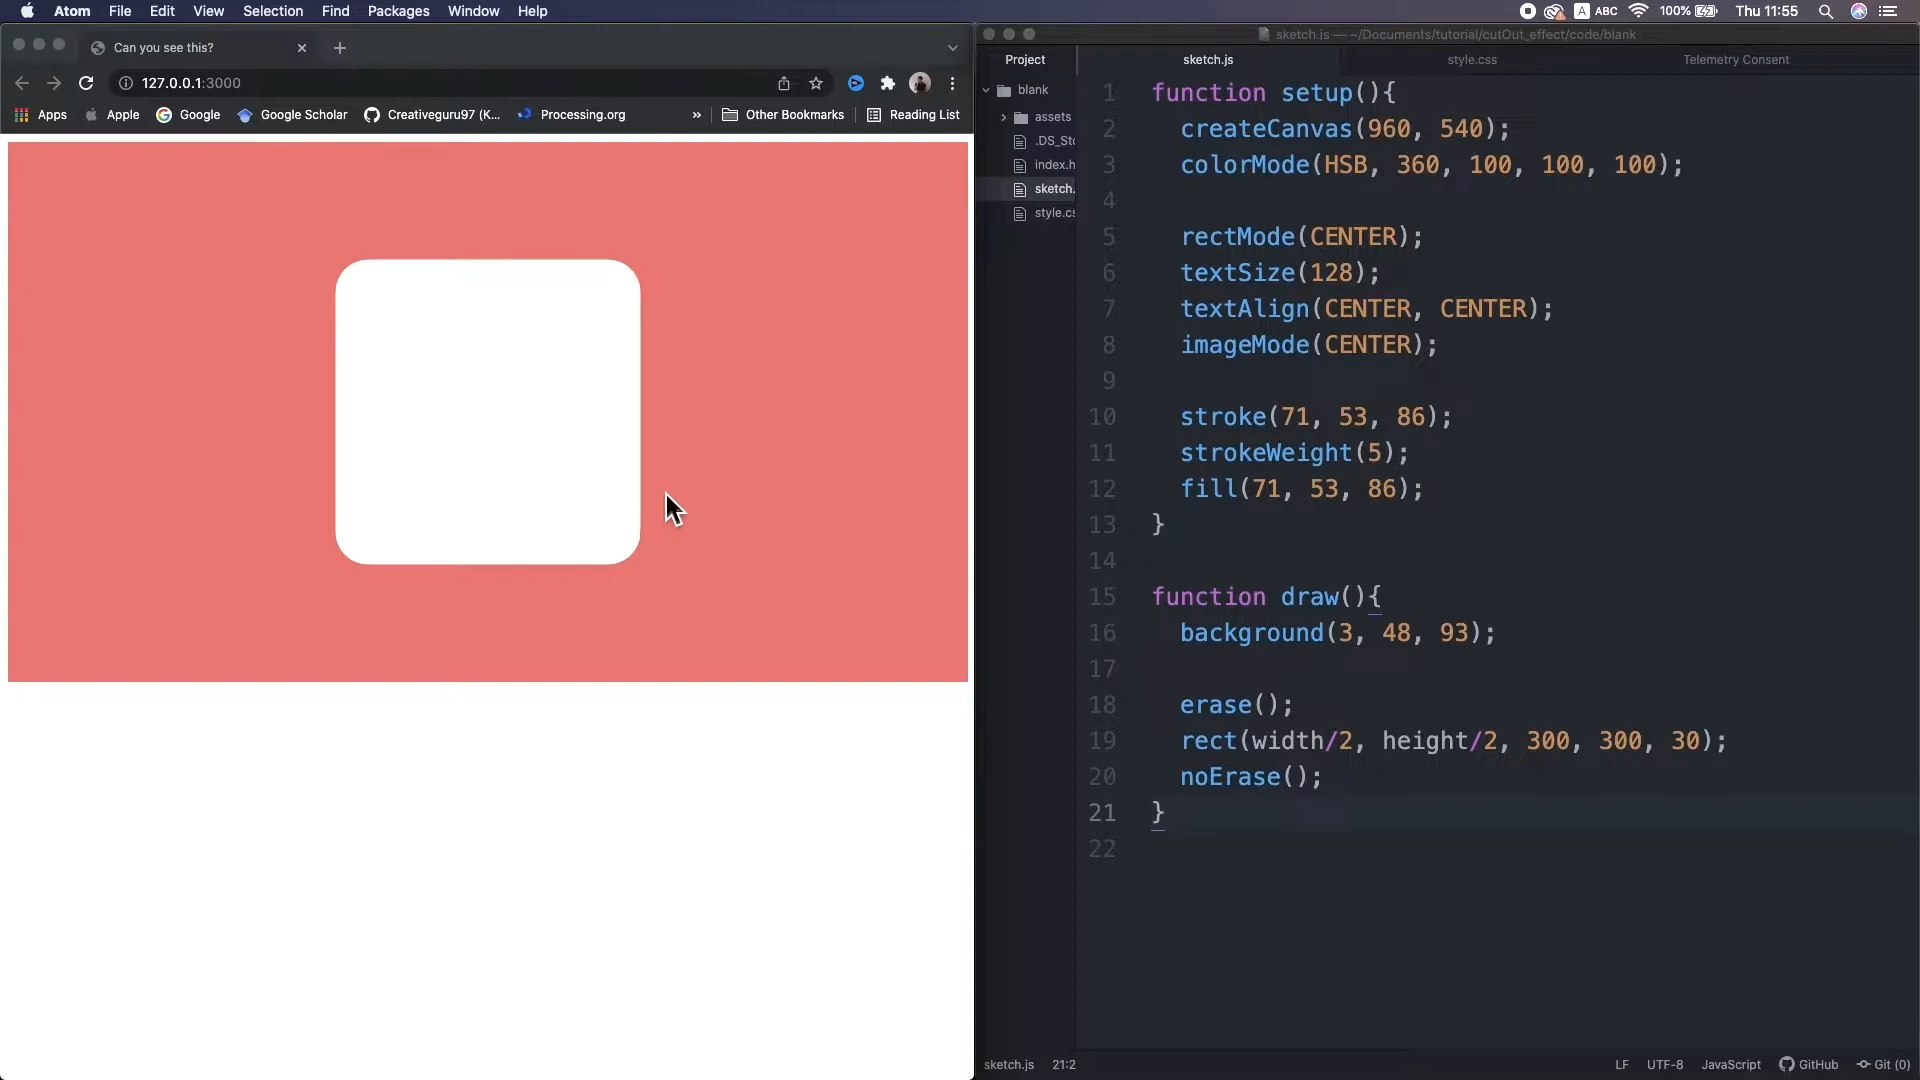 Atom File Edit View Selection Find Packages Window Help
A ABC 100% Thu 11:55
Can you see this?
127.0.0.1:3000
Apps Apple Google Google Scholar Creativeguru97 (K... Processing.org » Other Bookmarks Reading List
sketch.js — ~/Documents/tutorial/cutOut_effect/code/blank
Project
blank
assets
.DS_Sto
index.h
sketch.
style.cs
sketch.js style.css Telemetry Consent
1 function setup(){
2 createCanvas(960, 540);
3 colorMode(HSB, 360, 100, 100, 100);
4
5 rectMode(CENTER);
6 textSize(128);
7 textAlign(CENTER, CENTER);
8 imageMode(CENTER);
9
10 stroke(71, 53, 86);
11 strokeWeight(5);
12 fill(71, 53, 86);
13 }
14
15 function draw(){
16 background(3, 48, 93);
17
18 erase();
19 rect(width/2, height/2, 300, 300, 30);
20 noErase();
21 }
22
sketch.js 21:2 LF UTF-8 JavaScript GitHub Git (0)